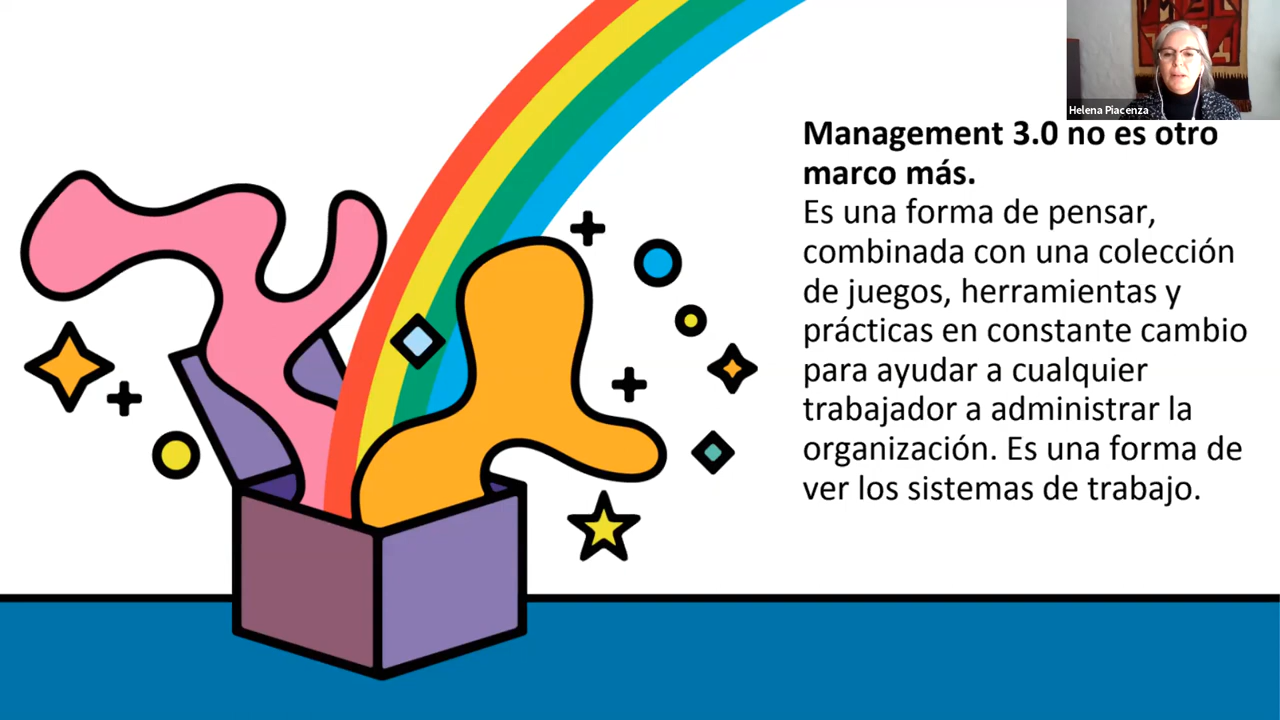 Helena Piacenza
Management 3.0 no es otro
marco más.
Es una forma de pensar,
combinada con una colección
de juegos, herramientas y
prácticas en constante cambio
para ayudar a cualquier
trabajador a administrar la
organización. Es una forma de
ver los sistemas de trabajo.